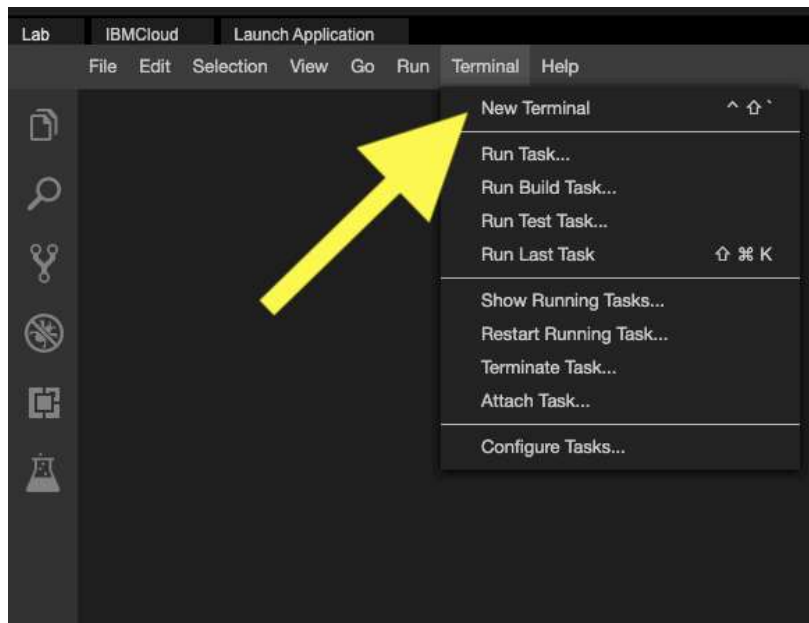 Lab IBMCloud Launch Application
File Edit Selection View Go Run Terminal Help
New Terminal ^ ⇧ `
Run Task...
Run Build Task...
Run Test Task...
Run Last Task ⇧ ⌘ K
Show Running Tasks...
Restart Running Task...
Terminate Task...
Attach Task...
Configure Tasks...